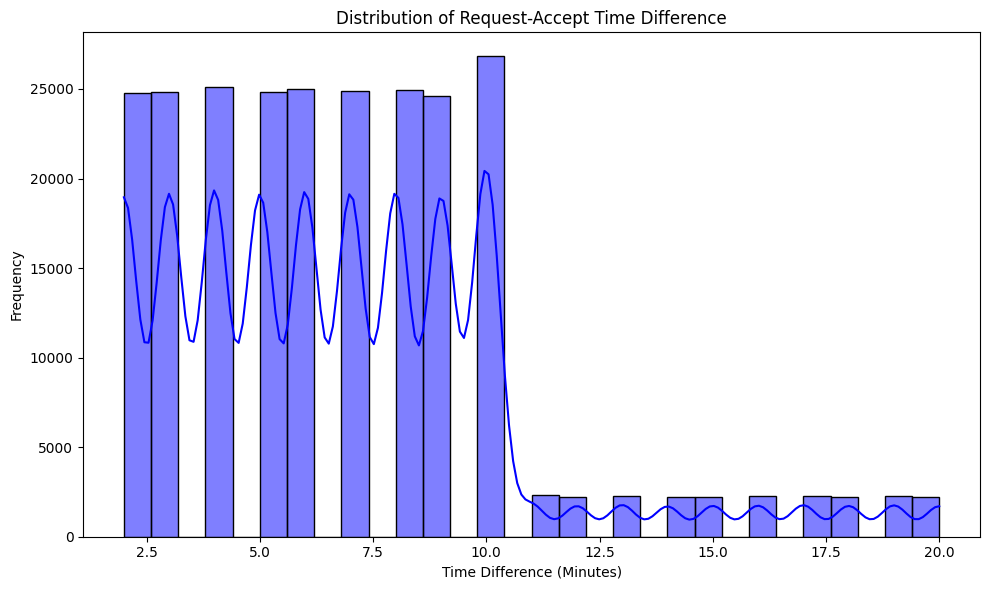 Distribution of Request-Accept Time Difference
Frequency
25000
20000
15000
10000
5000
0
2.5 5.0 7.5 10.0 12.5 15.0 17.5 20.0
Time Difference (Minutes)